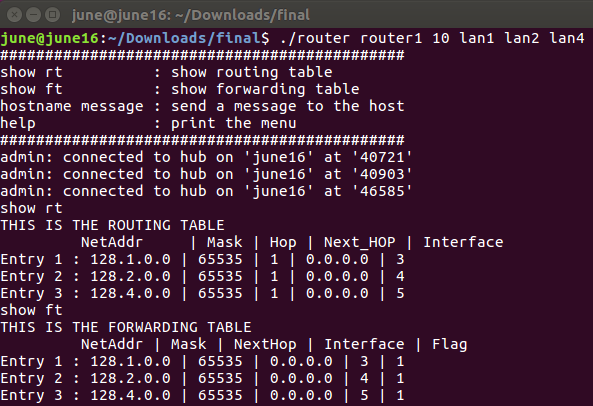 june@june16: ~/Downloads/final
june@june16:~/Downloads/final$ ./router router1 10 lan1 lan2 lan4
#############################################
show rt          : show routing table
show ft          : show forwarding table
hostname message : send a message to the host
help             : print the menu
#############################################
admin: connected to hub on 'june16' at '40721'
admin: connected to hub on 'june16' at '40903'
admin: connected to hub on 'june16' at '46585'
show rt
THIS IS THE ROUTING TABLE
         NetAddr     | Mask | Hop | Next_HOP | Interface
Entry 1 : 128.1.0.0 | 65535 | 1 | 0.0.0.0 | 3
Entry 2 : 128.2.0.0 | 65535 | 1 | 0.0.0.0 | 4
Entry 3 : 128.4.0.0 | 65535 | 1 | 0.0.0.0 | 5
show ft
THIS IS THE FORWARDING TABLE
         NetAddr | Mask | NextHop | Interface | Flag
Entry 1 : 128.1.0.0 | 65535 | 0.0.0.0 | 3 | 1
Entry 2 : 128.2.0.0 | 65535 | 0.0.0.0 | 4 | 1
Entry 3 : 128.4.0.0 | 65535 | 0.0.0.0 | 5 | 1